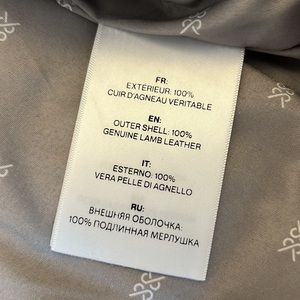 FR:
EXTÉRIEUR: 100%
CUIR D'AGNEAU VERITABLE
EN:
OUTER SHELL: 100%
GENUINE LAMB LEATHER
IT:
ESTERNO: 100%
VERA PELLE DI AGNELLO
RU:
ВНЕШНЯЯ ОБОЛОЧКА:
100% ПОДЛИННАЯ МЕРЛУШКА